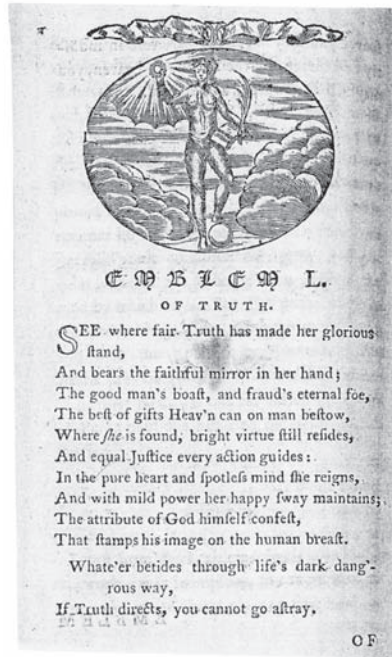 EMBLEM L.
OF TRUTH.
SEE where fair Truth has made her glorious
ſtand,
And bears the faithful mirror in her hand;
The good man's boaſt, and fraud's eternal foe,
The beſt of gifts Heav'n can on man beſtow,
Where ſhe is found, bright virtue ſtill reſides,
And equal Juſtice every action guides:
In the pure heart and ſpotleſs mind ſhe reigns,
And with mild power her happy ſway maintains;
The attribute of God himſelf confeſt,
That ſtamps his image on the human breaſt.
Whate'er betides through life's dark dang'-
rous way,
If Truth directs, you cannot go aſtray.
OF